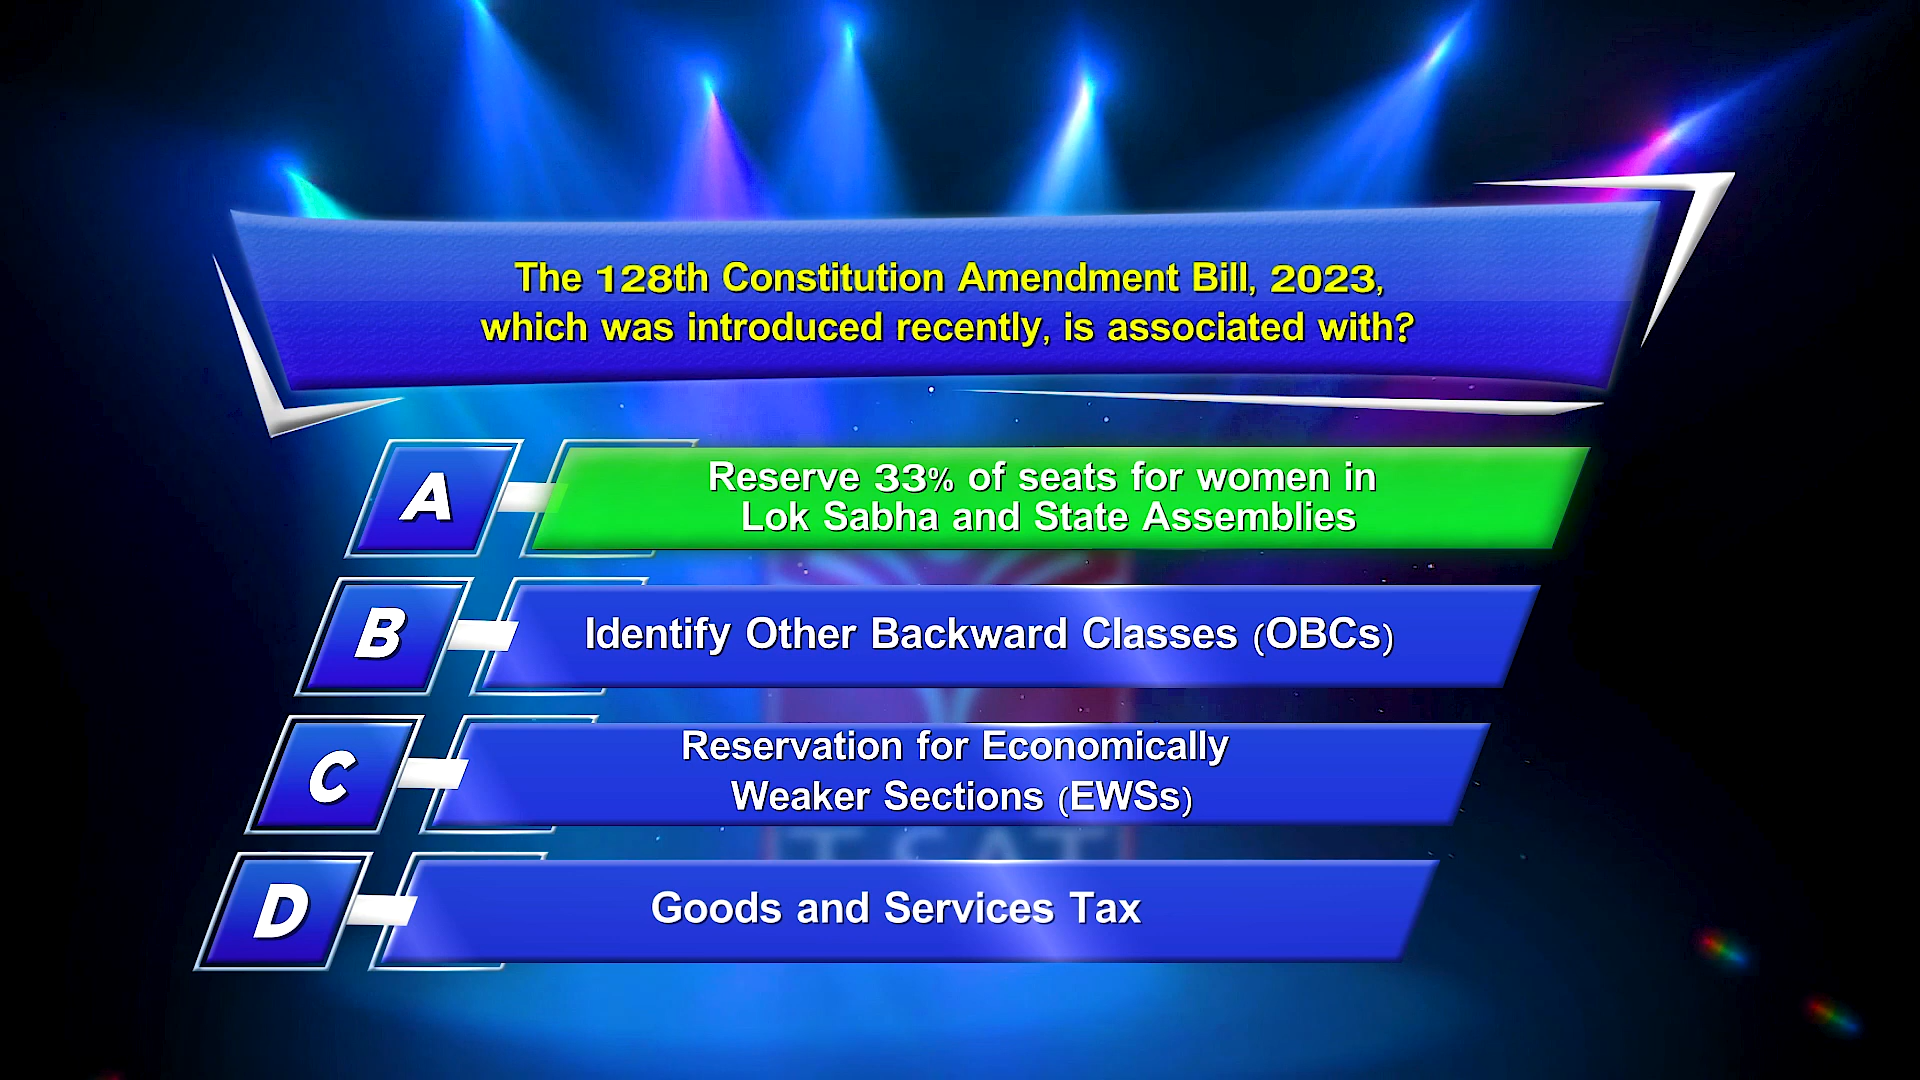 The 128th Constitution Amendment Bill, 2023,
which was introduced recently, is associated with?
A
Reserve 33% of seats for women in
Lok Sabha and State Assemblies
B
Identify Other Backward Classes (OBCs)
C
Reservation for Economically
Weaker Sections (EWSs)
T-SAT
D
Goods and Services Tax